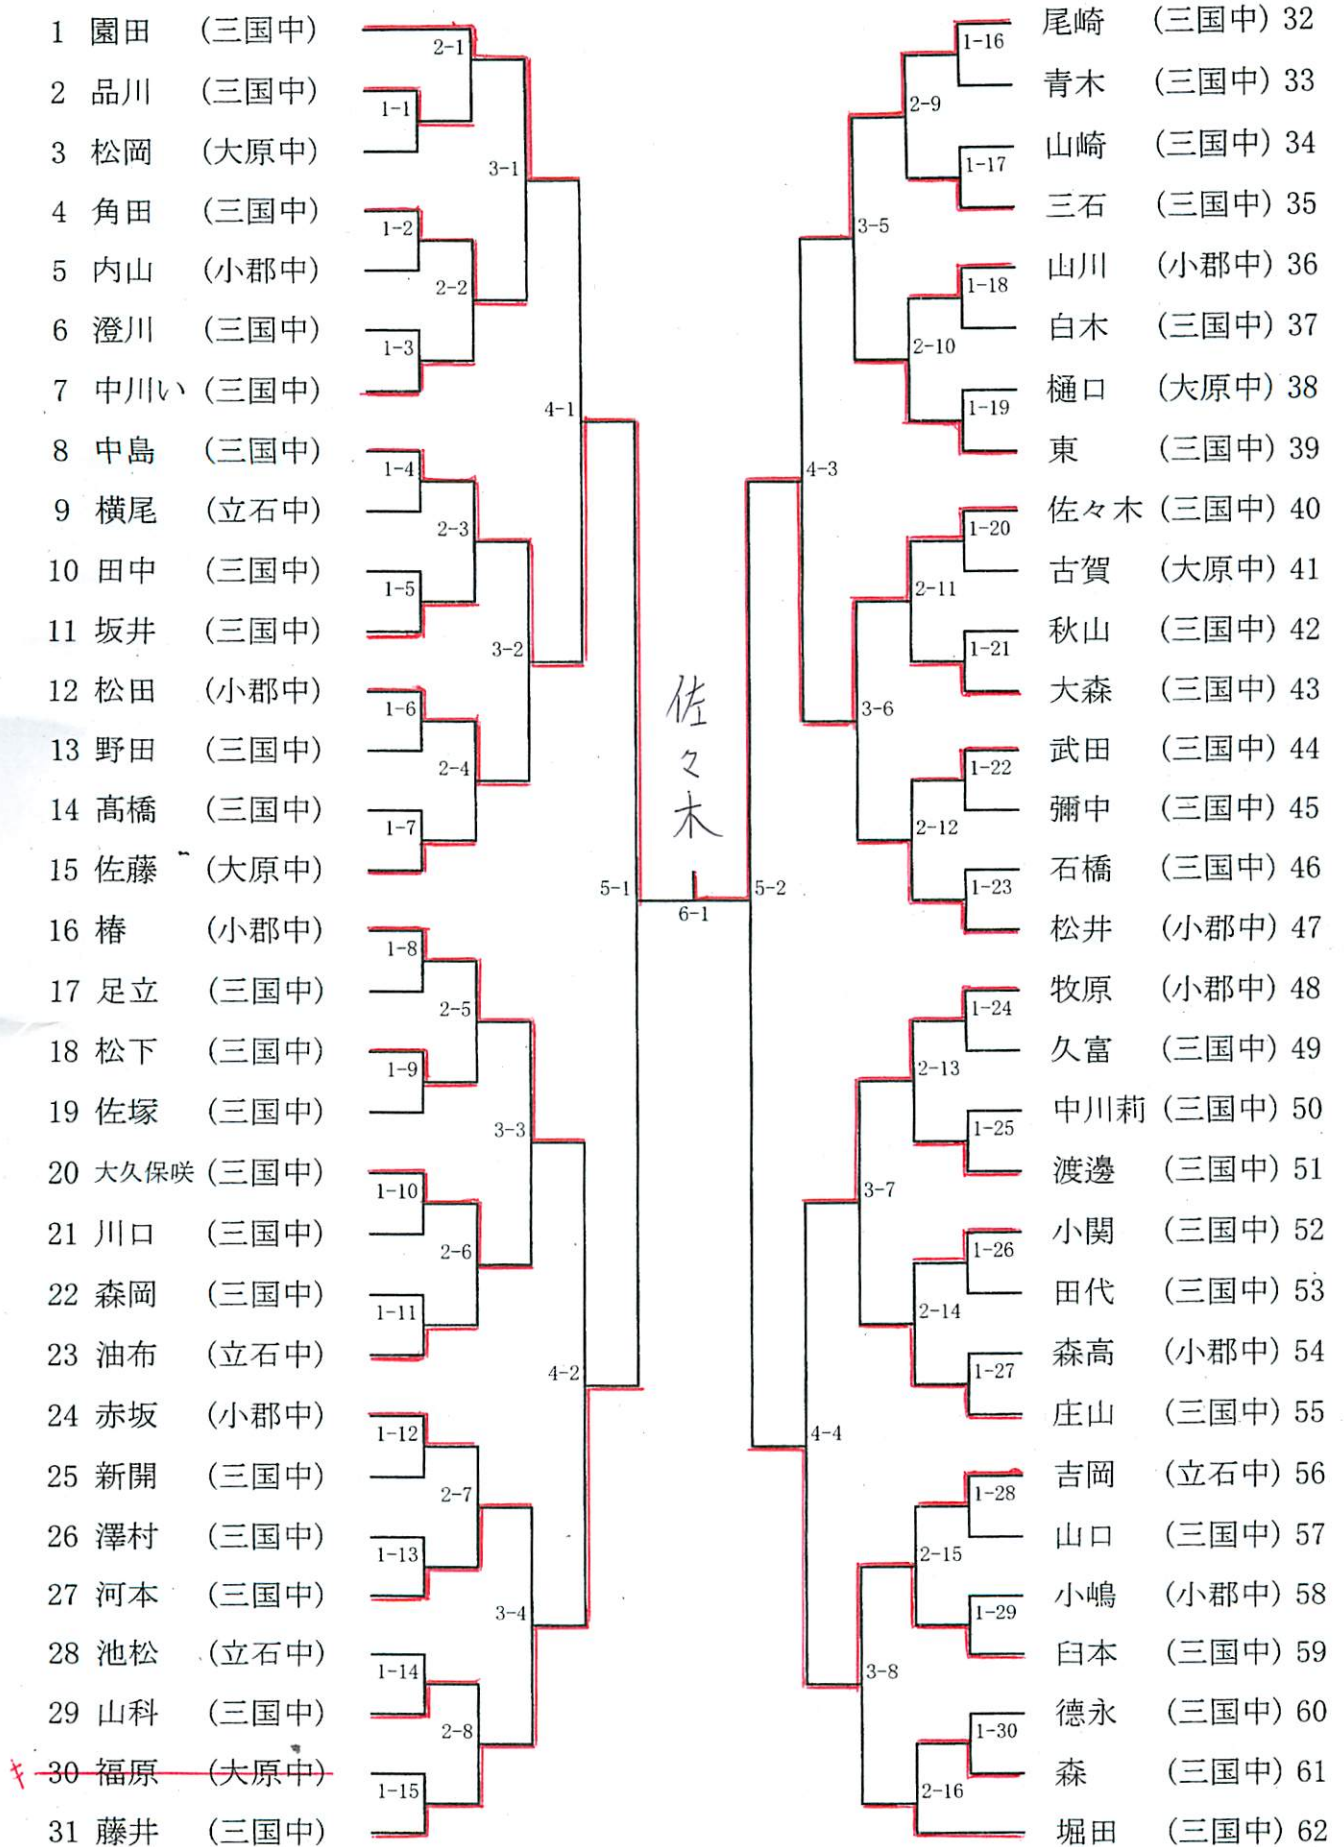 1 園田 (三国中)
2 品川 (三国中)
3 松岡 (大原中)
4 角田 (三国中)
5 内山 (小郡中)
6 澄川 (三国中)
7 中川い (三国中)
8 中島 (三国中)
9 横尾 (立石中)
10 田中 (三国中)
11 坂井 (三国中)
12 松田 (小郡中)
13 野田 (三国中)
14 髙橋 (三国中)
15 佐藤 (大原中)
16 椿 (小郡中)
17 足立 (三国中)
18 松下 (三国中)
19 佐塚 (三国中)
20 大久保咲 (三国中)
21 川口 (三国中)
22 森岡 (三国中)
23 油布 (立石中)
24 赤坂 (小郡中)
25 新開 (三国中)
26 澤村 (三国中)
27 河本 (三国中)
28 池松 (立石中)
29 山科 (三国中)
キ 30 福原 (大原中)
31 藤井 (三国中)
1-1
1-2
1-3
1-4
1-5
1-6
1-7
1-8
1-9
1-10
1-11
1-12
1-13
1-14
1-15
2-1
2-2
2-3
2-4
2-5
2-6
2-7
2-8
3-1
3-2
3-3
3-4
4-1
4-2
5-1
佐々木
6-1
5-2
4-3
4-4
3-5
3-6
3-7
3-8
2-9
2-10
2-11
2-12
2-13
2-14
2-15
2-16
1-16
1-17
1-18
1-19
1-20
1-21
1-22
1-23
1-24
1-25
1-26
1-27
1-28
1-29
1-30
尾崎 (三国中) 32
青木 (三国中) 33
山崎 (三国中) 34
三石 (三国中) 35
山川 (小郡中) 36
白木 (三国中) 37
樋口 (大原中) 38
東 (三国中) 39
佐々木 (三国中) 40
古賀 (大原中) 41
秋山 (三国中) 42
大森 (三国中) 43
武田 (三国中) 44
彌中 (三国中) 45
石橋 (三国中) 46
松井 (小郡中) 47
牧原 (小郡中) 48
久富 (三国中) 49
中川莉 (三国中) 50
渡邊 (三国中) 51
小関 (三国中) 52
田代 (三国中) 53
森高 (小郡中) 54
庄山 (三国中) 55
吉岡 (立石中) 56
山口 (三国中) 57
小嶋 (小郡中) 58
臼本 (三国中) 59
德永 (三国中) 60
森 (三国中) 61
堀田 (三国中) 62